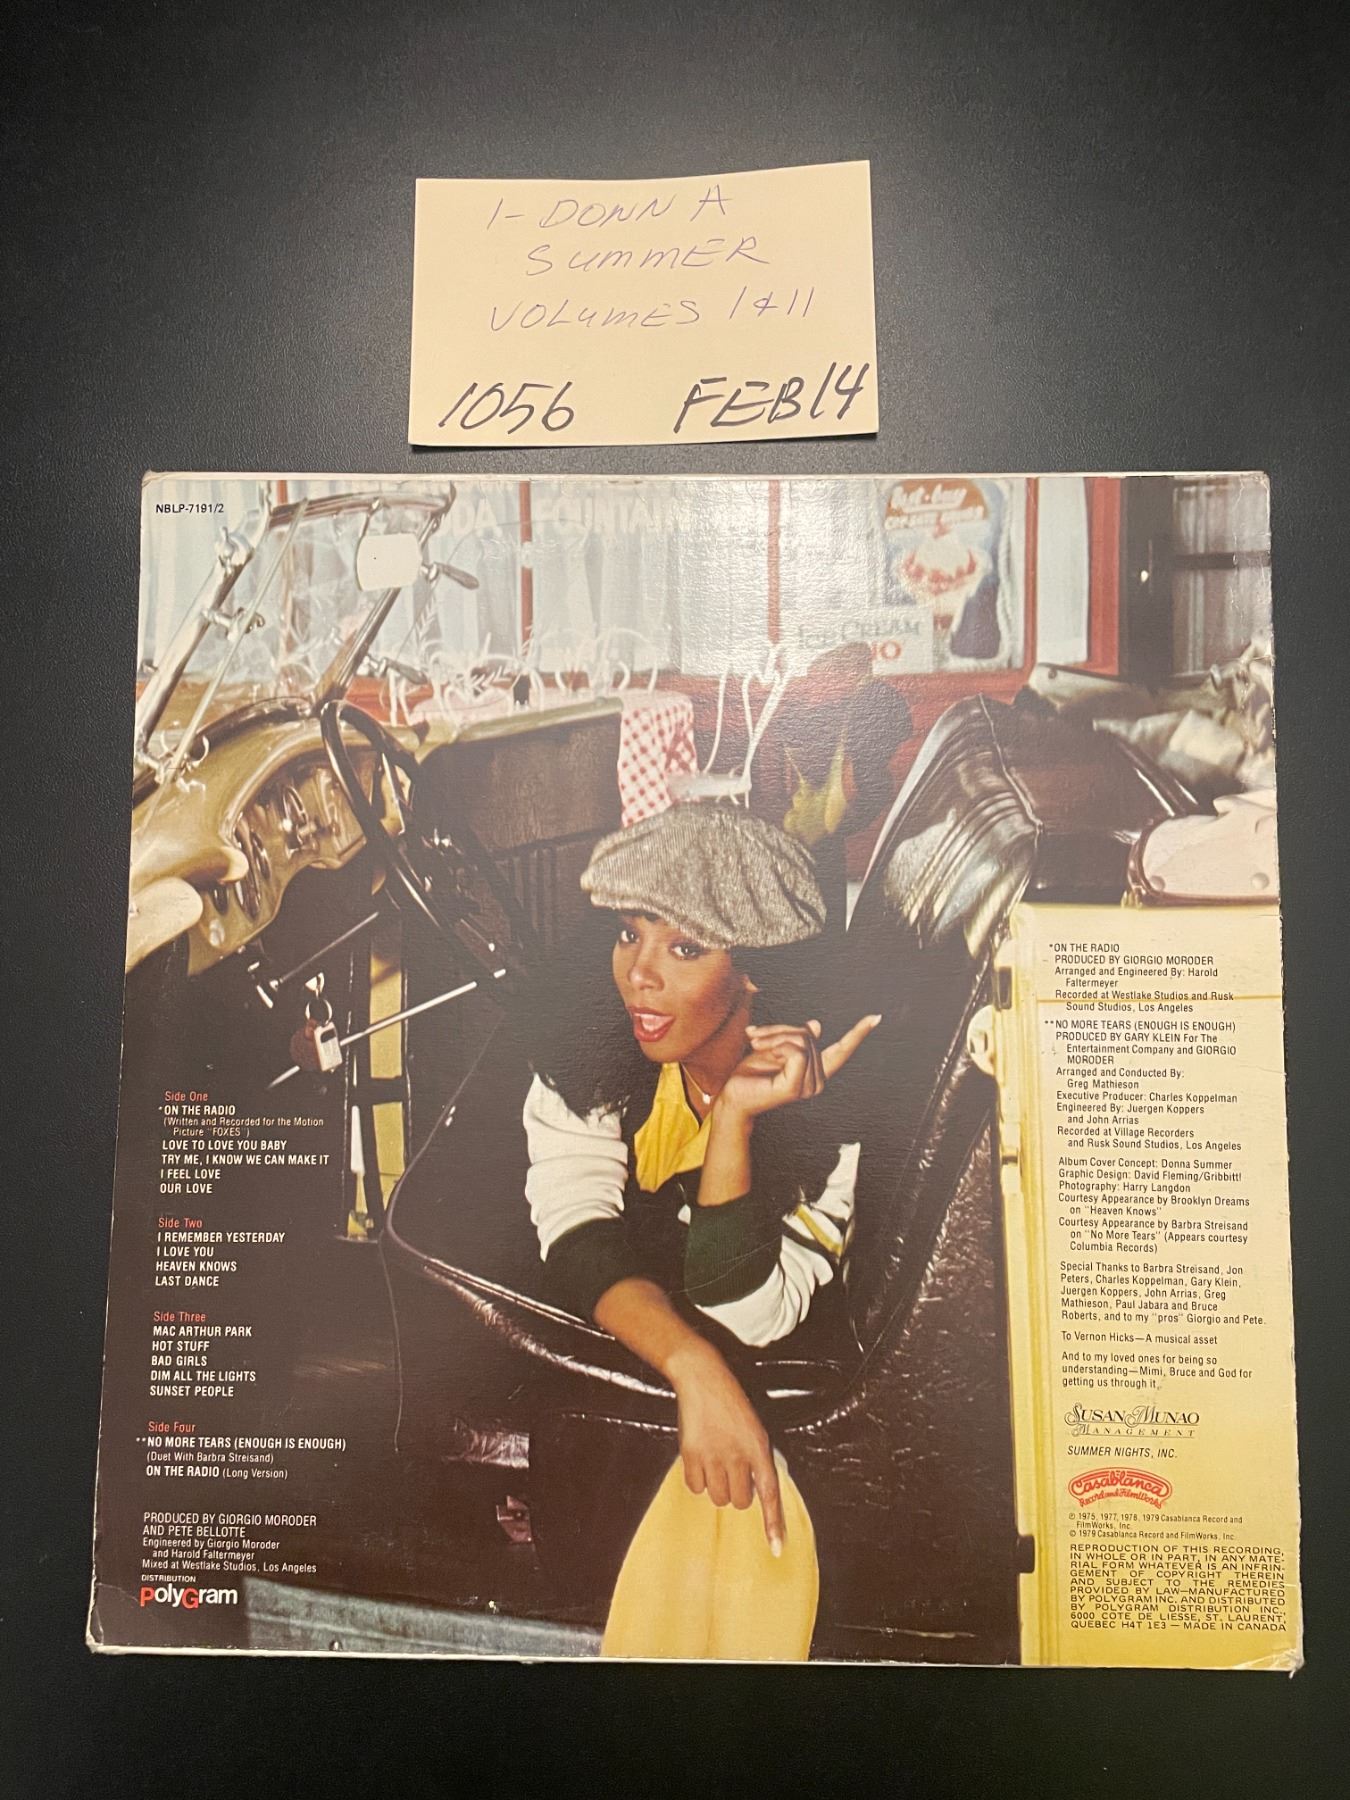 1- DONNA
SUMMER
VOLUMES 1&11
1056 FEB14
NBLP-7191/2
ICE CREAM
Side One
*ON THE RADIO
(Written and Recorded for the Motion
Picture "FOXES")
LOVE TO LOVE YOU BABY
TRY ME, I KNOW WE CAN MAKE IT
I FEEL LOVE
OUR LOVE
Side Two
I REMEMBER YESTERDAY
I LOVE YOU
HEAVEN KNOWS
LAST DANCE
Side Three
MAC ARTHUR PARK
HOT STUFF
BAD GIRLS
DIM ALL THE LIGHTS
SUNSET PEOPLE
Side Four
**NO MORE TEARS (ENOUGH IS ENOUGH)
(Duet With Barbra Streisand)
ON THE RADIO (Long Version)
PRODUCED BY GIORGIO MORODER
AND PETE BELLOTTE
Engineered by Giorgio Moroder
and Harold Faltermeyer
Mixed at Westlake Studios, Los Angeles
DISTRIBUTION
PolyGram
*ON THE RADIO
PRODUCED BY GIORGIO MORODER
Arranged and Engineered By: Harold
Faltermeyer
Recorded at Westlake Studios and Rusk
Sound Studios, Los Angeles
**NO MORE TEARS (ENOUGH IS ENOUGH)
PRODUCED BY GARY KLEIN For The
Entertainment Company and GIORGIO
MORODER
Arranged and Conducted By:
Greg Mathieson
Executive Producer: Charles Koppelman
Engineered By: Juergen Koppers
and John Arrias
Recorded at Village Recorders
and Rusk Sound Studios, Los Angeles
Album Cover Concept: Donna Summer
Graphic Design: David Fleming/Gribbitt!
Photography: Harry Langdon
Courtesy Appearance by Brooklyn Dreams
on "Heaven Knows"
Courtesy Appearance by Barbra Streisand
on "No More Tears" (Appears courtesy
Columbia Records)
Special Thanks to Barbra Streisand, Jon
Peters, Charles Koppelman, Gary Klein,
Juergen Koppers, John Arrias, Greg
Mathieson, Paul Jabara and Bruce
Roberts, and to my "pros" Giorgio and Pete.
To Vernon Hicks—A musical asset
And to my loved ones for being so
understanding—Mimi, Bruce and God for
getting us through it.
SUSAN MUNAO
MANAGEMENT
SUMMER NIGHTS, INC.
Casablanca
Record and FilmWorks
℗ 1975, 1977, 1978, 1979 Casablanca Record and
FilmWorks, Inc.
© 1979 Casablanca Record and FilmWorks, Inc.
REPRODUCTION OF THIS RECORDING,
IN WHOLE OR IN PART, IN ANY MATE-
RIAL FORM WHATEVER IS AN INFRIN-
GEMENT OF COPYRIGHT THEREIN
AND SUBJECT TO THE REMEDIES
PROVIDED BY LAW—MANUFACTURED
BY POLYGRAM INC. AND DISTRIBUTED
BY POLYGRAM DISTRIBUTION INC.,
6000 COTE DE LIESSE, ST. LAURENT,
QUEBEC H4T 1E3 — MADE IN CANADA